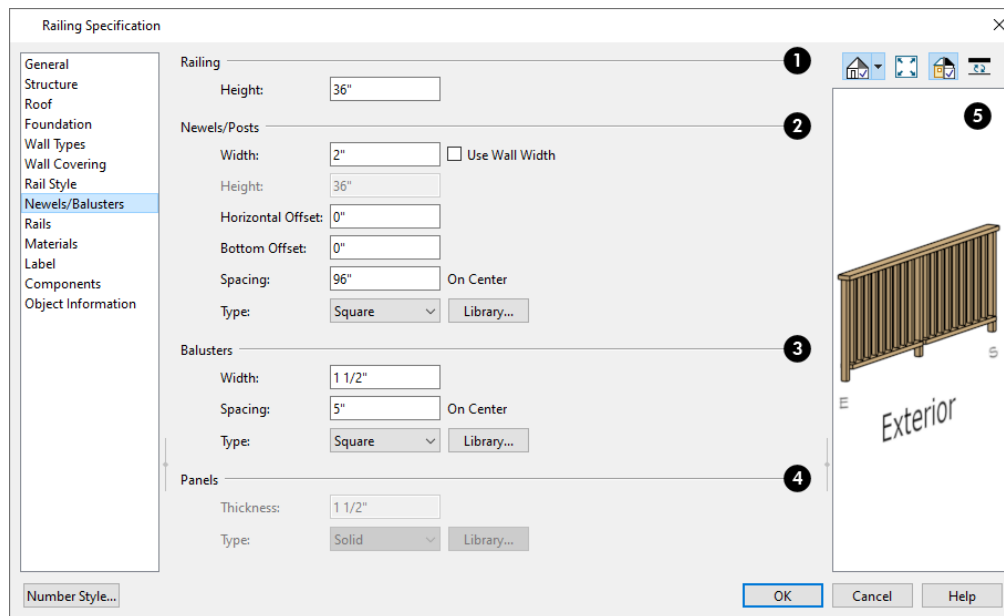 Railing Specification
General
Structure
Roof
Foundation
Wall Types
Wall Covering
Rail Style
Newels/Balusters
Rails
Materials
Label
Components
Object Information
Railing 1
Height: 36"
Newels/Posts 2
Width: 2" Use Wall Width
Height: 36"
Horizontal Offset: 0"
Bottom Offset: 0"
Spacing: 96" On Center
Type: Square Library...
Balusters 3
Width: 1 1/2"
Spacing: 5" On Center
Type: Square Library...
Panels 4
Thickness: 1 1/2"
Type: Solid Library...
5
S
E
Exterior
Number Style... OK Cancel Help